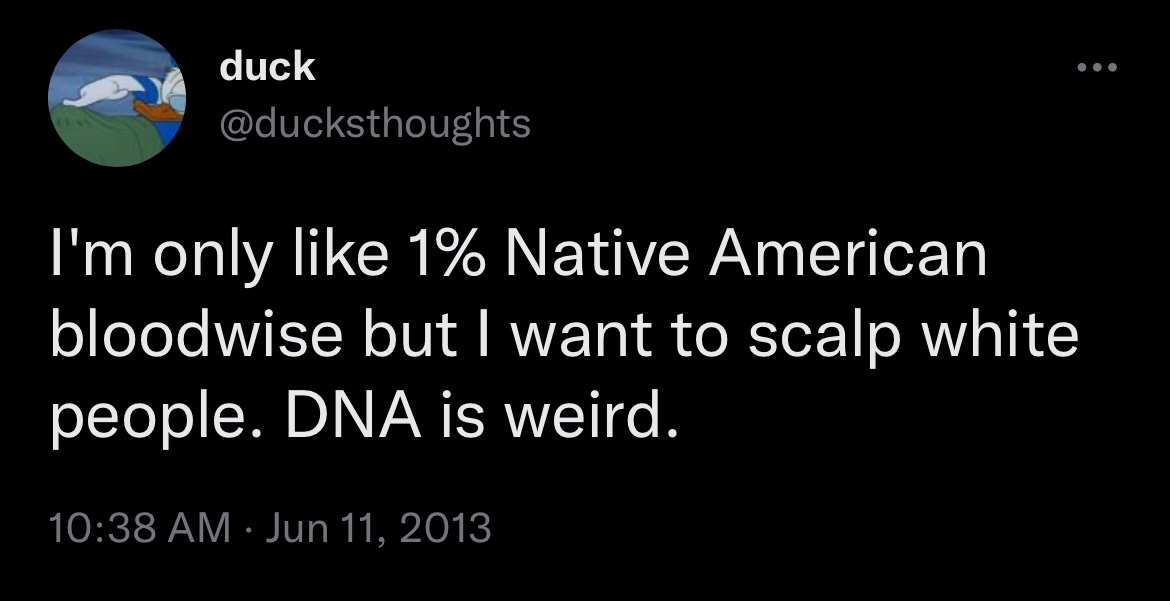 duck
@ducksthoughts
I'm only like 1% Native American
bloodwise but I want to scalp white
people. DNA is weird.
10:38 AM · Jun 11, 2013